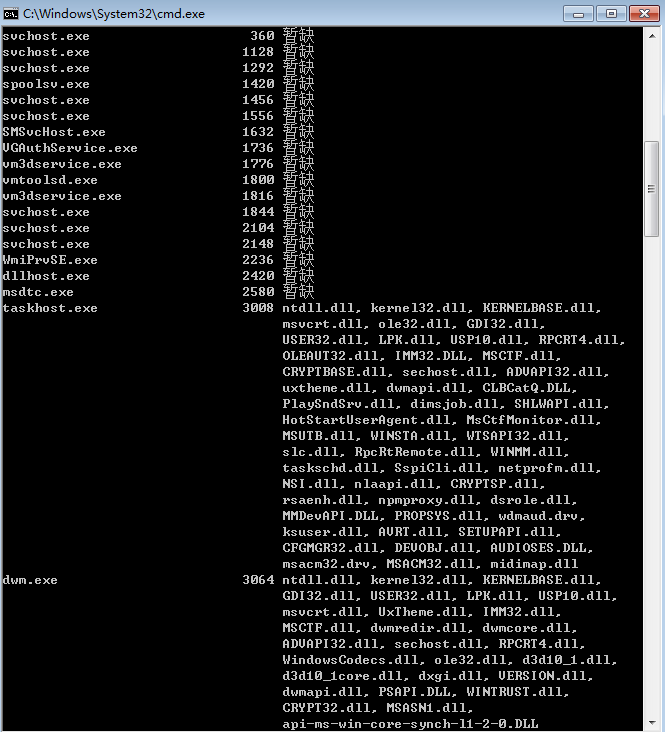 C:\Windows\System32\cmd.exe
svchost.exe 360 暂缺
svchost.exe 1128 暂缺
svchost.exe 1292 暂缺
spoolsv.exe 1420 暂缺
svchost.exe 1456 暂缺
svchost.exe 1556 暂缺
SMSvcHost.exe 1632 暂缺
VGAuthService.exe 1736 暂缺
vm3dservice.exe 1776 暂缺
vmtoolsd.exe 1800 暂缺
vm3dservice.exe 1816 暂缺
svchost.exe 1844 暂缺
svchost.exe 2104 暂缺
svchost.exe 2148 暂缺
WmiPrvSE.exe 2236 暂缺
dllhost.exe 2420 暂缺
msdtc.exe 2580 暂缺
taskhost.exe 3008 ntdll.dll, kernel32.dll, KERNELBASE.dll,
msvcrt.dll, ole32.dll, GDI32.dll,
USER32.dll, LPK.dll, USP10.dll, RPCRT4.dll,
OLEAUT32.dll, IMM32.DLL, MSCTF.dll,
CRYPTBASE.dll, sechost.dll, ADVAPI32.dll,
uxtheme.dll, dwmapi.dll, CLBCatQ.DLL,
PlaySndSrv.dll, dimsjob.dll, SHLWAPI.dll,
HotStartUserAgent.dll, MsCtfMonitor.dll,
MSUTB.dll, WINSTA.dll, WTSAPI32.dll,
slc.dll, RpcRtRemote.dll, WINMM.dll,
taskschd.dll, SspiCli.dll, netprofm.dll,
NSI.dll, nlaapi.dll, CRYPTSP.dll,
rsaenh.dll, npmproxy.dll, dsrole.dll,
MMDevAPI.DLL, PROPSYS.dll, wdmaud.drv,
ksuser.dll, AVRT.dll, SETUPAPI.dll,
CFGMGR32.dll, DEVOBJ.dll, AUDIOSES.DLL,
msacm32.drv, MSACM32.dll, midimap.dll
dwm.exe 3064 ntdll.dll, kernel32.dll, KERNELBASE.dll,
GDI32.dll, USER32.dll, LPK.dll, USP10.dll,
msvcrt.dll, UxTheme.dll, IMM32.dll,
MSCTF.dll, dwmredir.dll, dwmcore.dll,
ADVAPI32.dll, sechost.dll, RPCRT4.dll,
WindowsCodecs.dll, ole32.dll, d3d10_1.dll,
d3d10_1core.dll, dxgi.dll, VERSION.dll,
dwmapi.dll, PSAPI.DLL, WINTRUST.dll,
CRYPT32.dll, MSASN1.dll,
api-ms-win-core-synch-l1-2-0.DLL